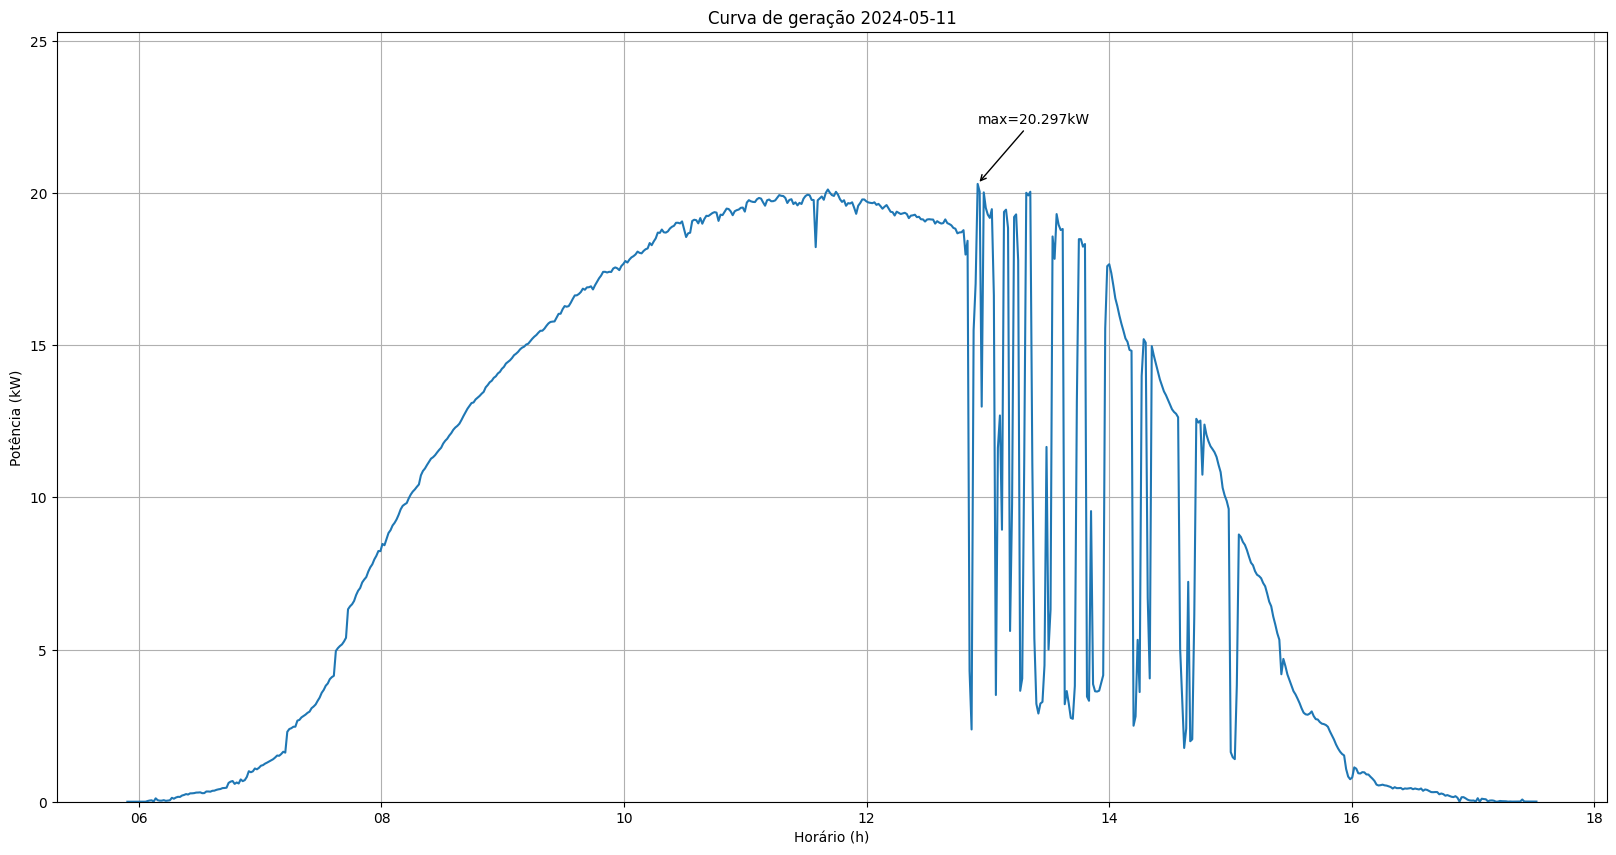 Curva de geração 2024-05-11
25
max=20.297kW
20
15
Potência (kW)
10
5
0
06 08 10 12 14 16 18
Horário (h)